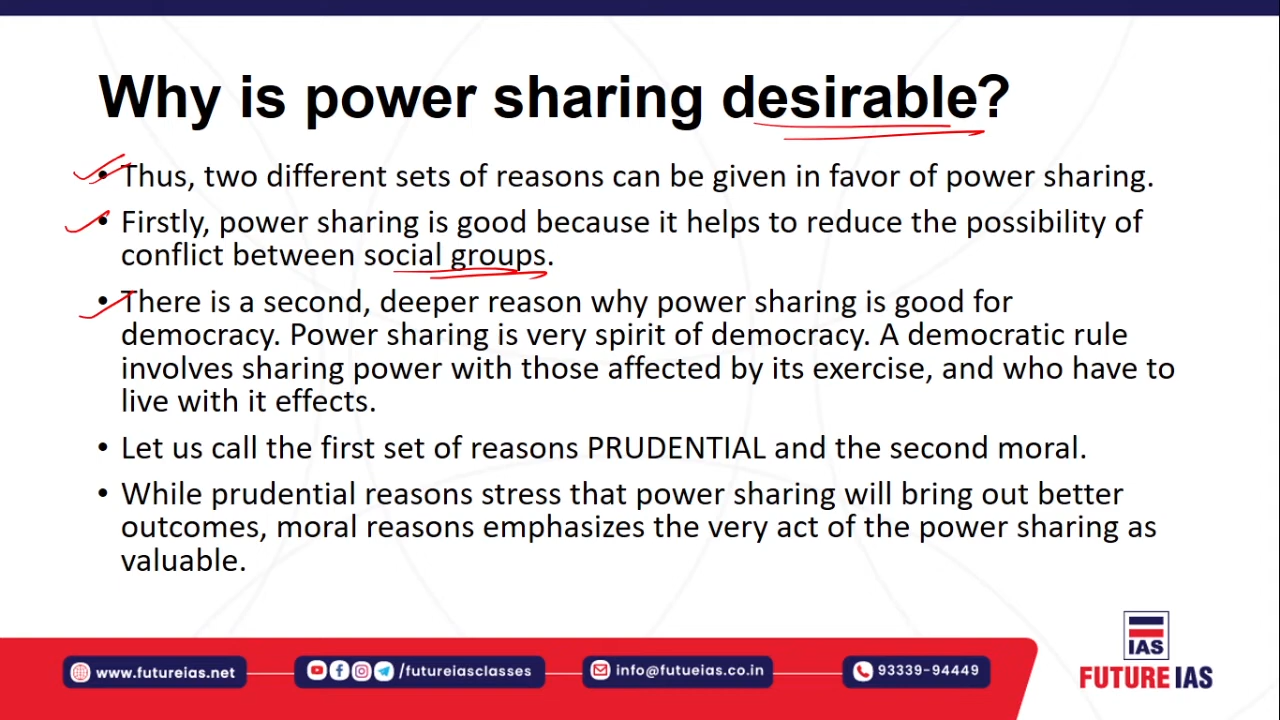 Why is power sharing desirable?
• Thus, two different sets of reasons can be given in favor of power sharing.
• Firstly, power sharing is good because it helps to reduce the possibility of
conflict between social groups.
• There is a second, deeper reason why power sharing is good for
democracy. Power sharing is very spirit of democracy. A democratic rule
involves sharing power with those affected by its exercise, and who have to
live with it effects.
• Let us call the first set of reasons PRUDENTIAL and the second moral.
• While prudential reasons stress that power sharing will bring out better
outcomes, moral reasons emphasizes the very act of the power sharing as
valuable.
IAS
www.futureias.net
/futureiasclasses
info@futueias.co.in
93339-94449
FUTURE IAS